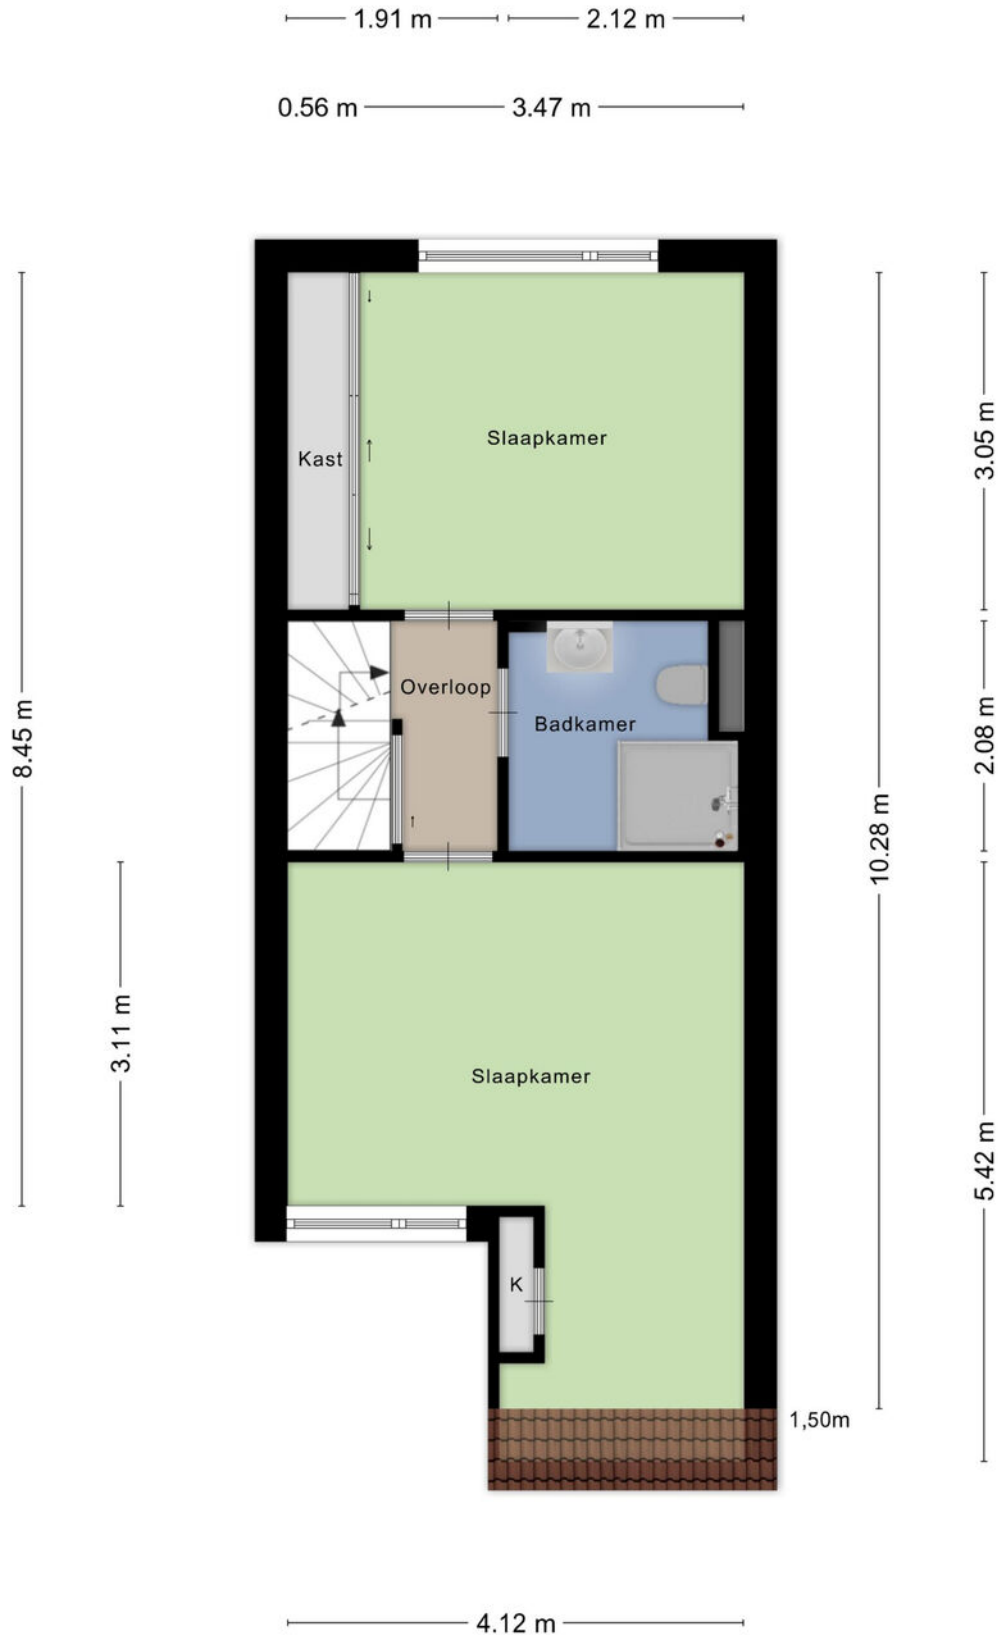 1.91 m
2.12 m
0.56 m
3.47 m
3.05 m
Slaapkamer
Kast
Overloop
Badkamer
8.45 m
2.08 m
10.28 m
3.11 m
Slaapkamer
5.42 m
K
1,50m
4.12 m